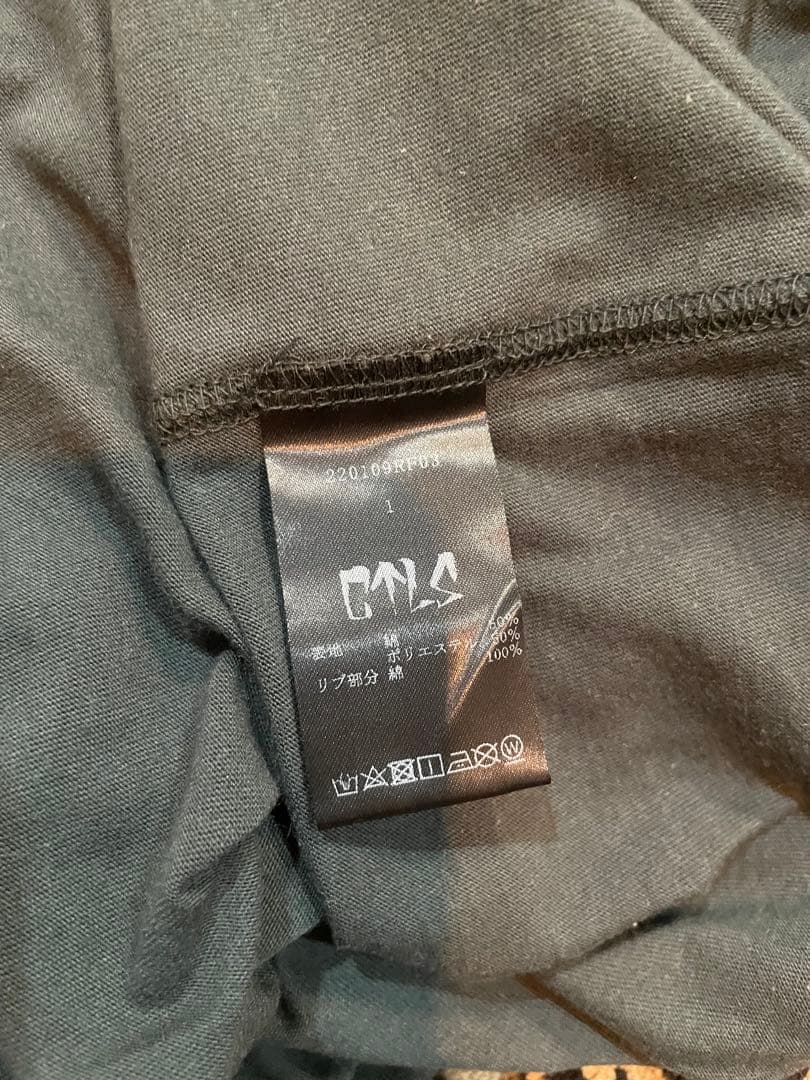 220109RF03
1
CTLS
表地 綿 50%
ポリエステル 50%
リブ部分 綿 100%
W